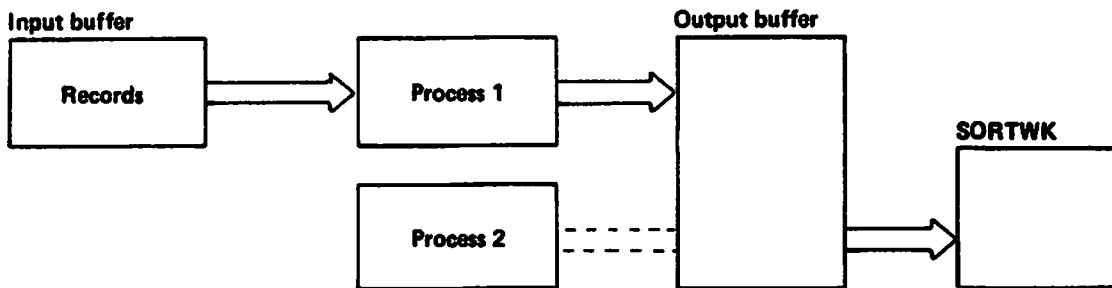 Input buffer
Output buffer
Records
Process 1
SORTWK
Process 2